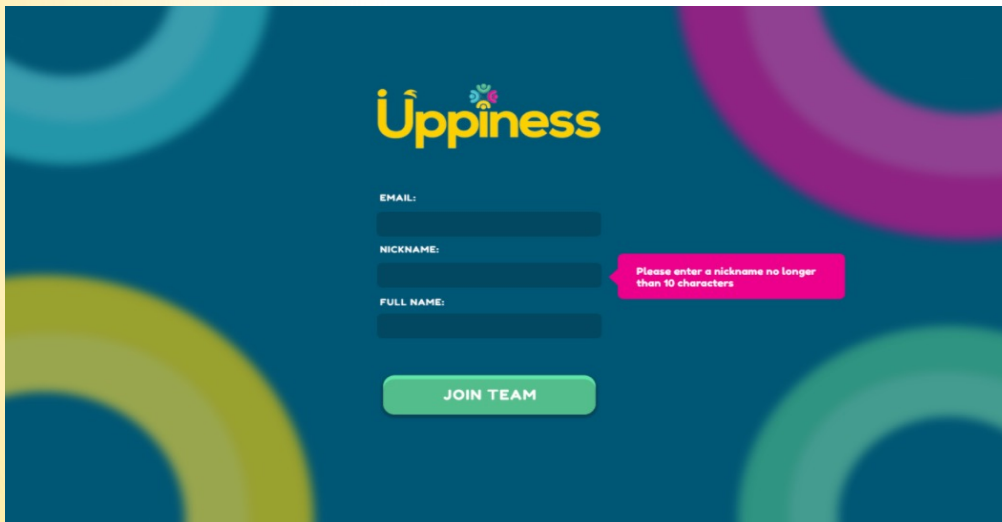 Uppiness
EMAIL:
NICKNAME:
Please enter a nickname no longer
than 10 characters
FULL NAME:
JOIN TEAM